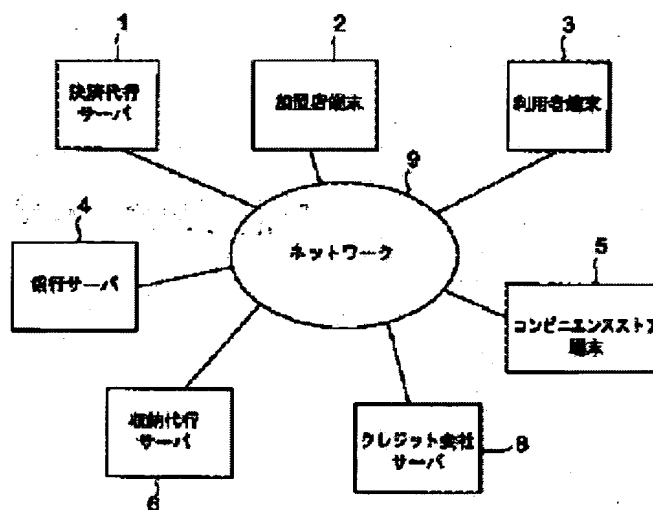 1
2
3
決済代行
サーバ
加盟店端末
利用者端末
9
4
ネットワーク
5
銀行サーバ
コンビニエンスストア
端末
収納代行
サーバ
クレジット会社
サーバ
8
6